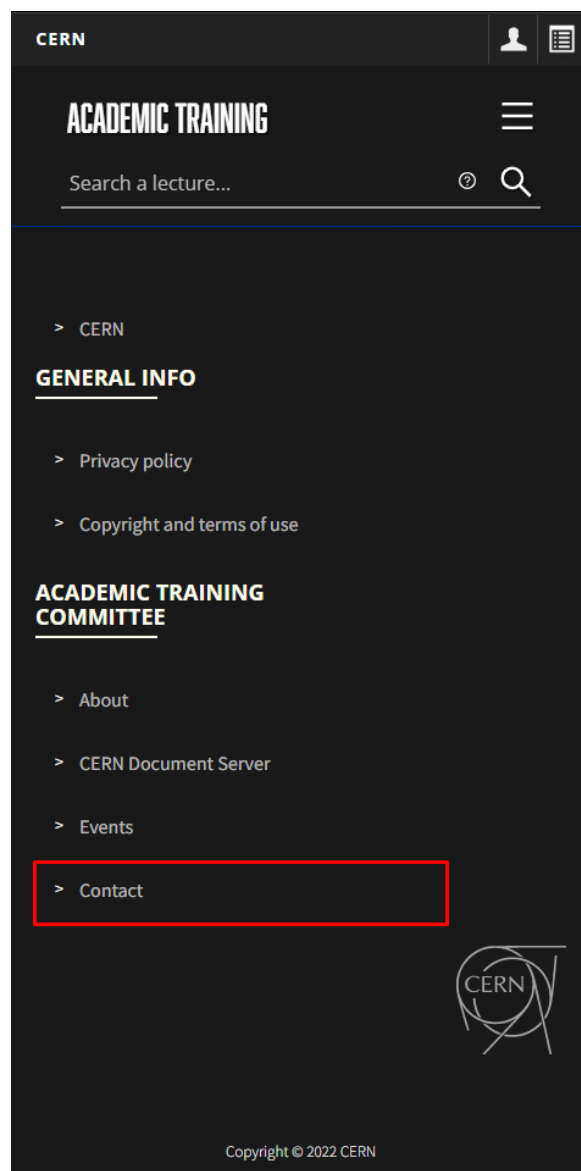 CERN
ACADEMIC TRAINING
Search a lecture...
?
> CERN
GENERAL INFO
> Privacy policy
> Copyright and terms of use
ACADEMIC TRAINING
COMMITTEE
> About
> CERN Document Server
> Events
> Contact
CERN
Copyright © 2022 CERN